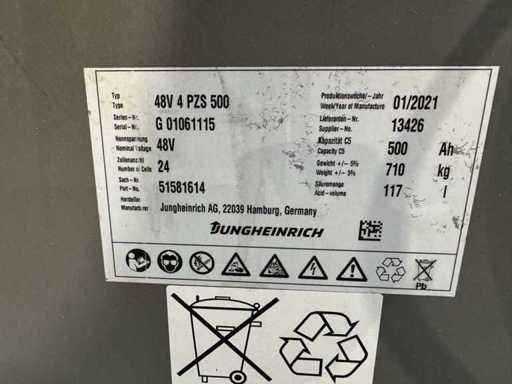 Typ
Type 48V 4 PZS 500
Serien-Nr.
Serial-Nr. G 01061115
Nennspannung
Nominal Voltage 48V
Zellenanzahl
Number of Cells 24
Sach-Nr.
Part-No. 51581614
Hersteller
Manufacturer Jungheinrich AG, 22039 Hamburg, Germany
Produktionswoche/-Jahr
Week/Year of Manufacture 01/2021
Lieferanten-Nr.
Supplier-No. 13426
Kapazität C5
Capacity C5 500 Ah
Gewicht +/- 5%
Weight +/- 5% 710 kg
Säuremenge
Acid-volume 117 l
JUNGHEINRICH
Pb